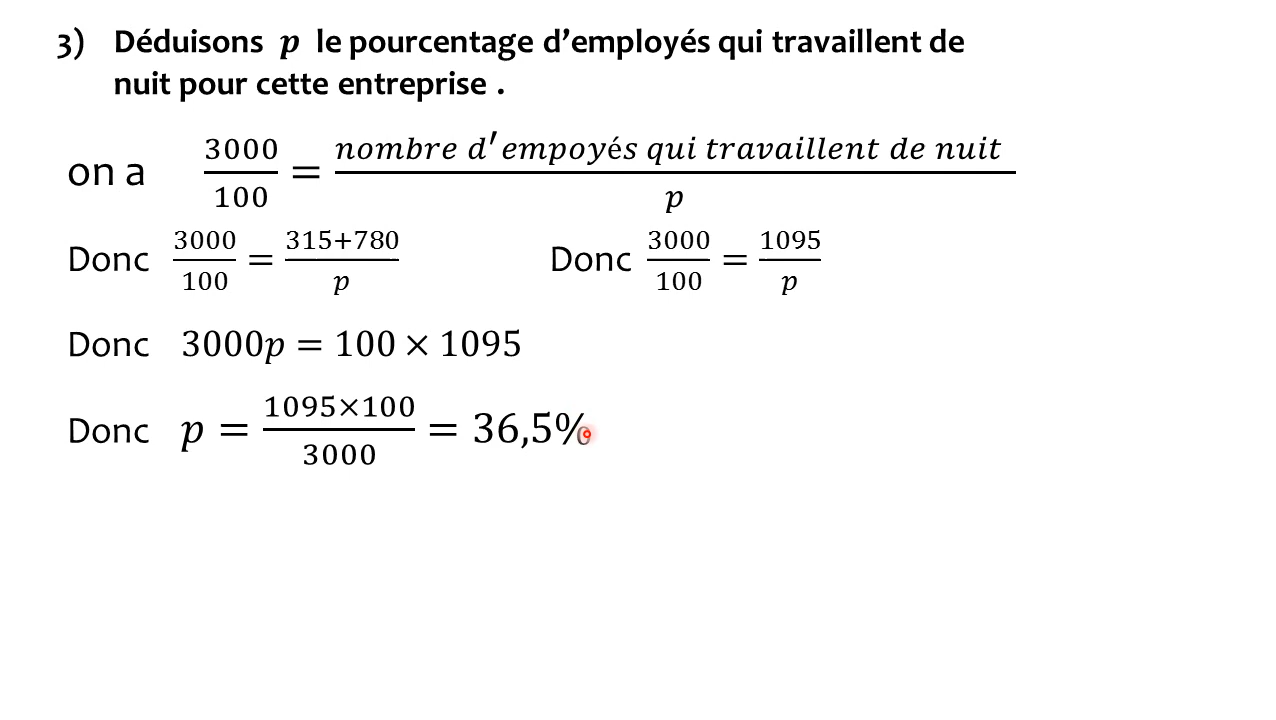 3) Déduisons p le pourcentage d’employés qui travaillent de
nuit pour cette entreprise .
on a 3000/100 = nombre d'empoyés qui travaillent de nuit/p
Donc 3000/100 = 315+780/p Donc 3000/100 = 1095/p
Donc 3000p = 100 × 1095
Donc p = 1095×100/3000 = 36,5%